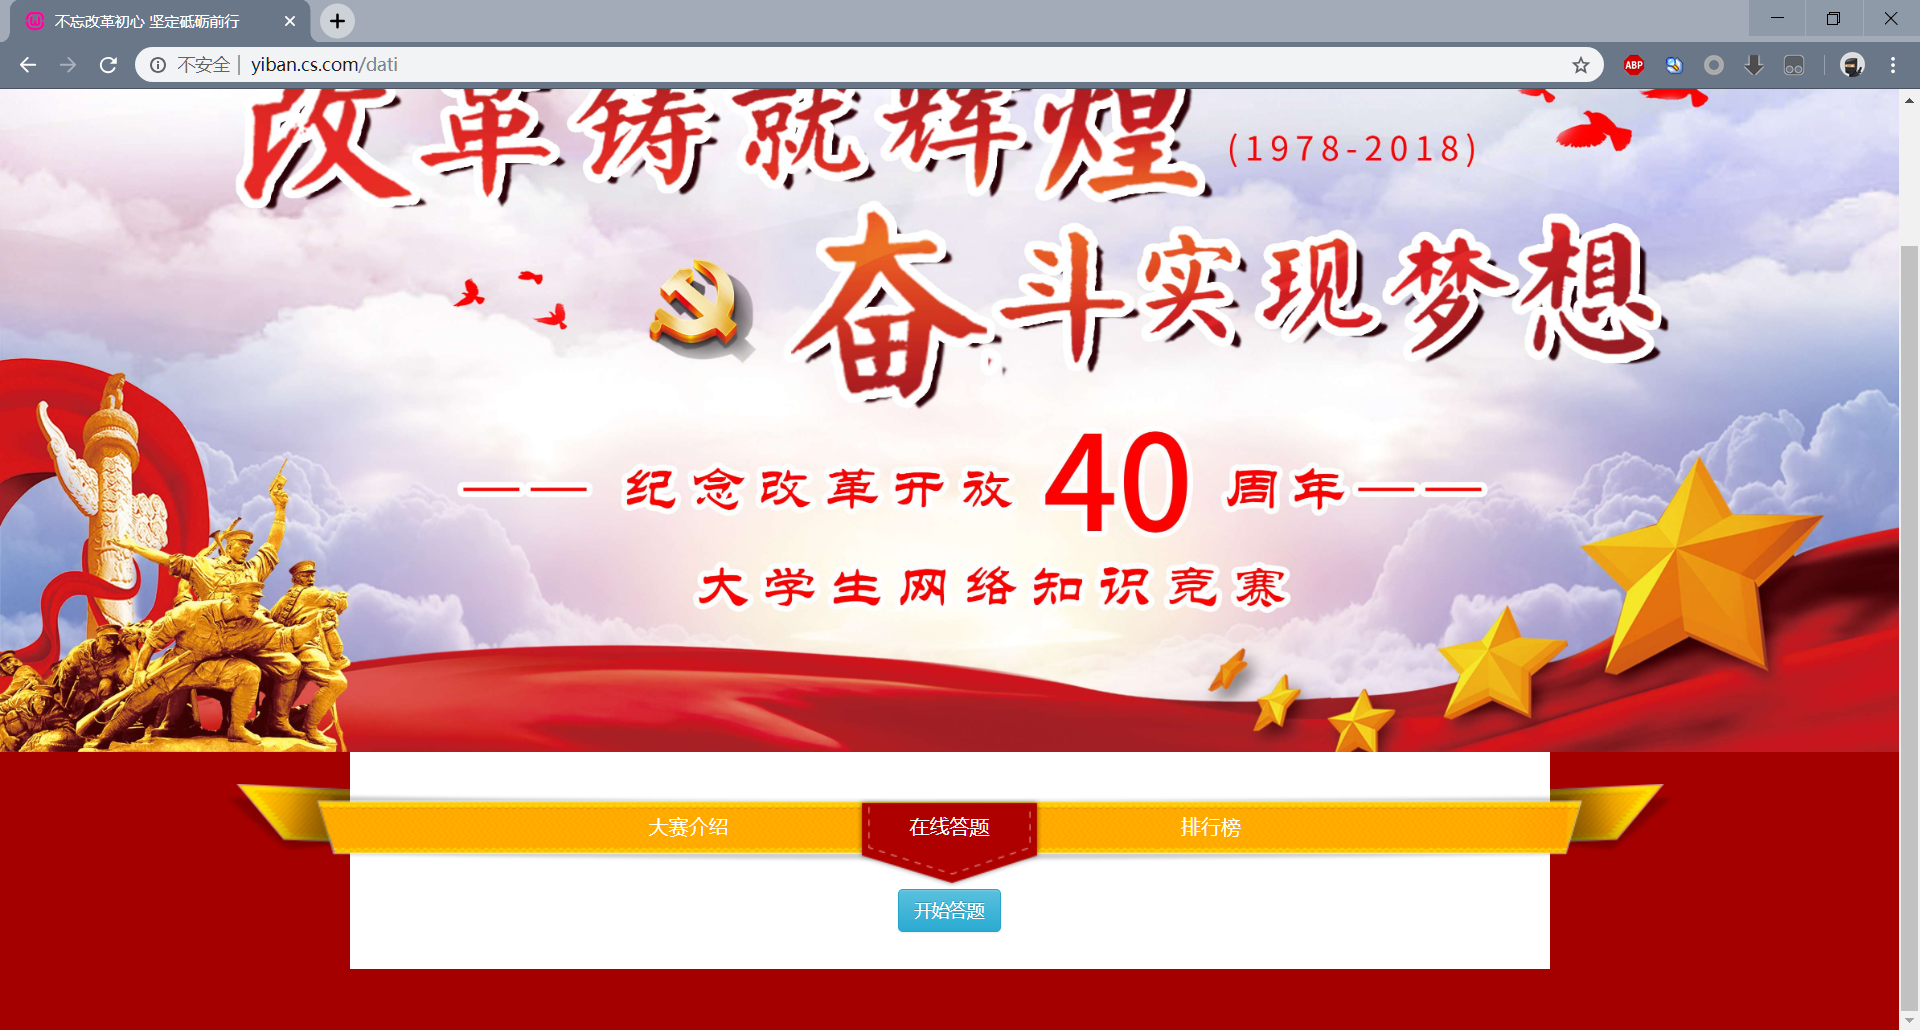 不忘改革初心 坚定砥砺前行
不安全 | yiban.cs.com/dati
ABP
改革铸就辉煌
(1978-2018)
奋斗实现梦想
——纪念改革开放40周年——
大学生网络知识竞赛
大赛介绍 在线答题 排行榜
开始答题